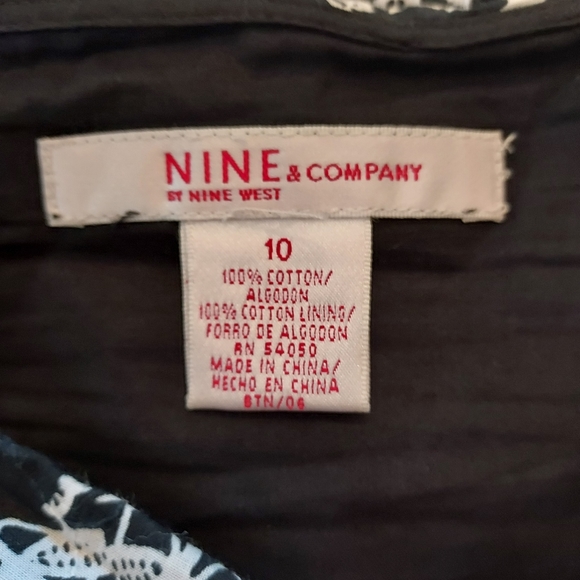 NINE & COMPANY
BY NINE WEST
10
100% COTTON/
ALGODON
100% COTTON LINING/
FORRO DE ALGODON
RN 54050
MADE IN CHINA/
HECHO EN CHINA
BTN/06